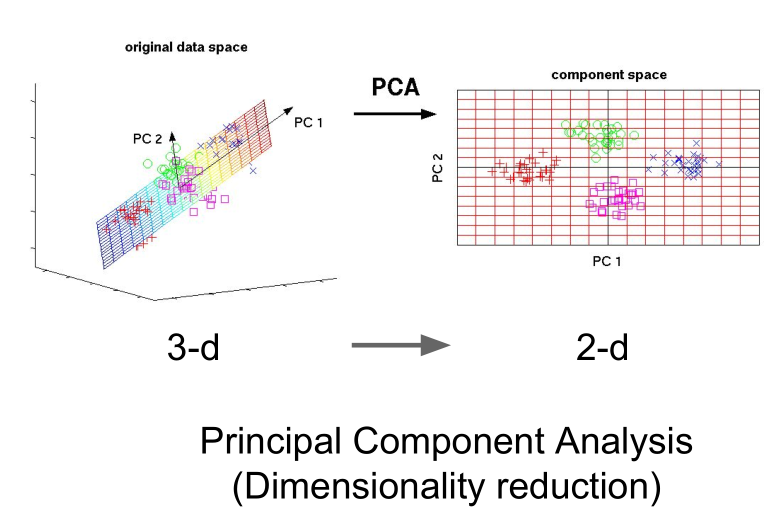 original data space
PCA
component space
PC 2
PC 1
PC 2
PC 1
3-d
2-d
Principal Component Analysis
(Dimensionality reduction)